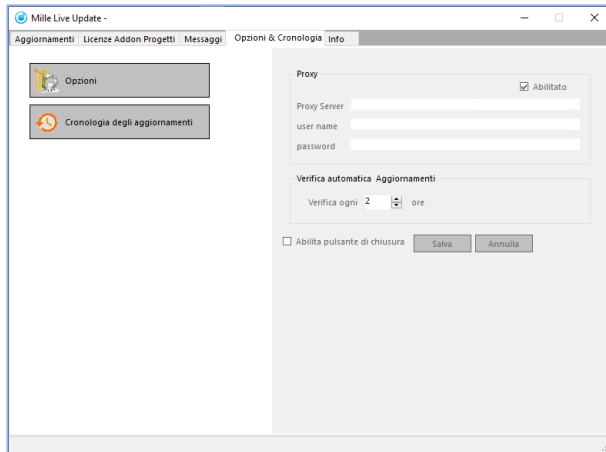 Mille Live Update -
Aggiornamenti Licenze Addon Progetti Messaggi Opzioni & Cronologia Info
Opzioni
Cronologia degli aggiornamenti
Proxy
Abilitato
Proxy Server
user name
password
Verifica automatica Aggiornamenti
Verifica ogni 2 ore
Abilita pulsante di chiusura Salva Annulla